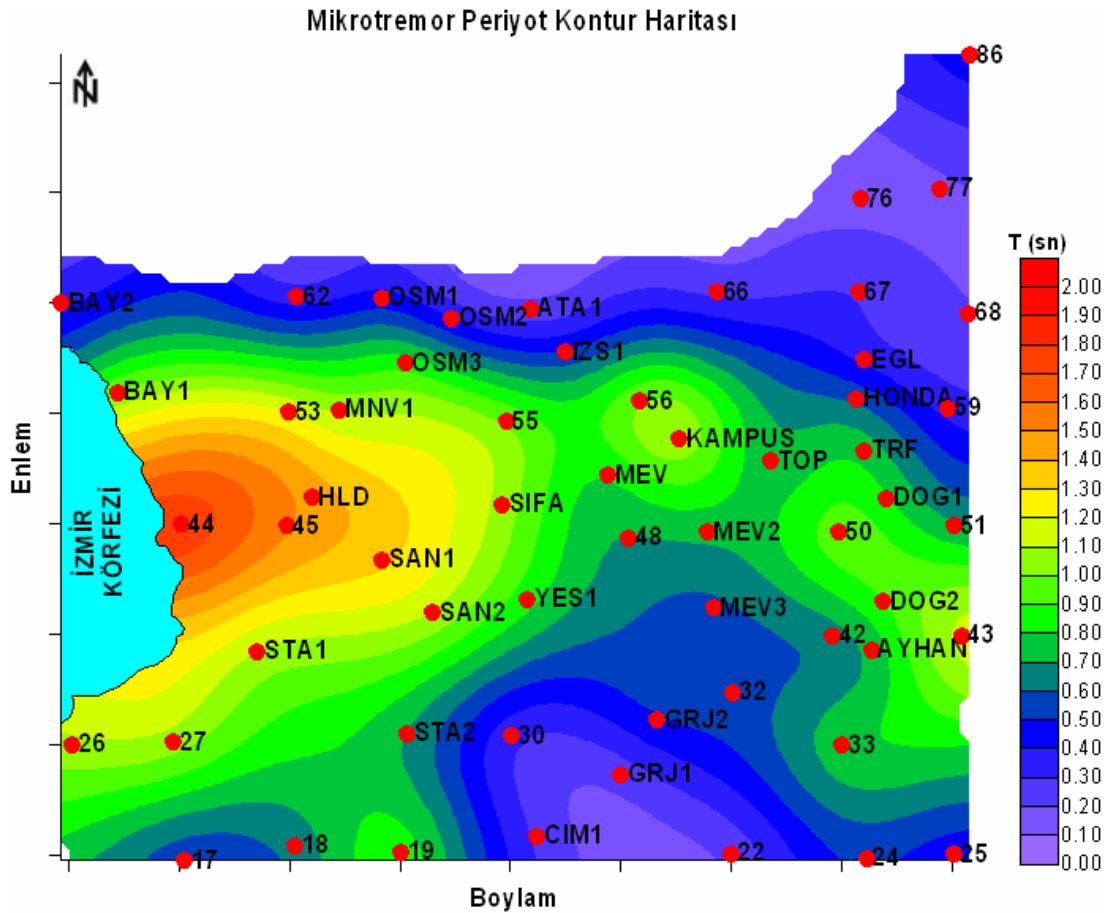 Mikrotremor Periyot Kontur Haritası
N
86
77
76
BAY2
62
OSM1
OSM2
ATA1
66
67
68
IZS1
OSM3
EGL
BAY1
53
MNV1
55
56
HONDA
59
KAMPUS
TOP
TRF
MEV
HLD
SIFA
DOG1
44
45
48
MEV2
50
51
SAN1
SAN2
YES1
MEV3
DOG2
42
43
STA1
AYHAN
32
GRJ2
26
27
STA2
30
33
GRJ1
CIM1
17
18
19
22
24
25
İZMİR
KÖRFEZİ
Enlem
Boylam
T (sn)
2.00
1.90
1.80
1.70
1.60
1.50
1.40
1.30
1.20
1.10
1.00
0.90
0.80
0.70
0.60
0.50
0.40
0.30
0.20
0.10
0.00